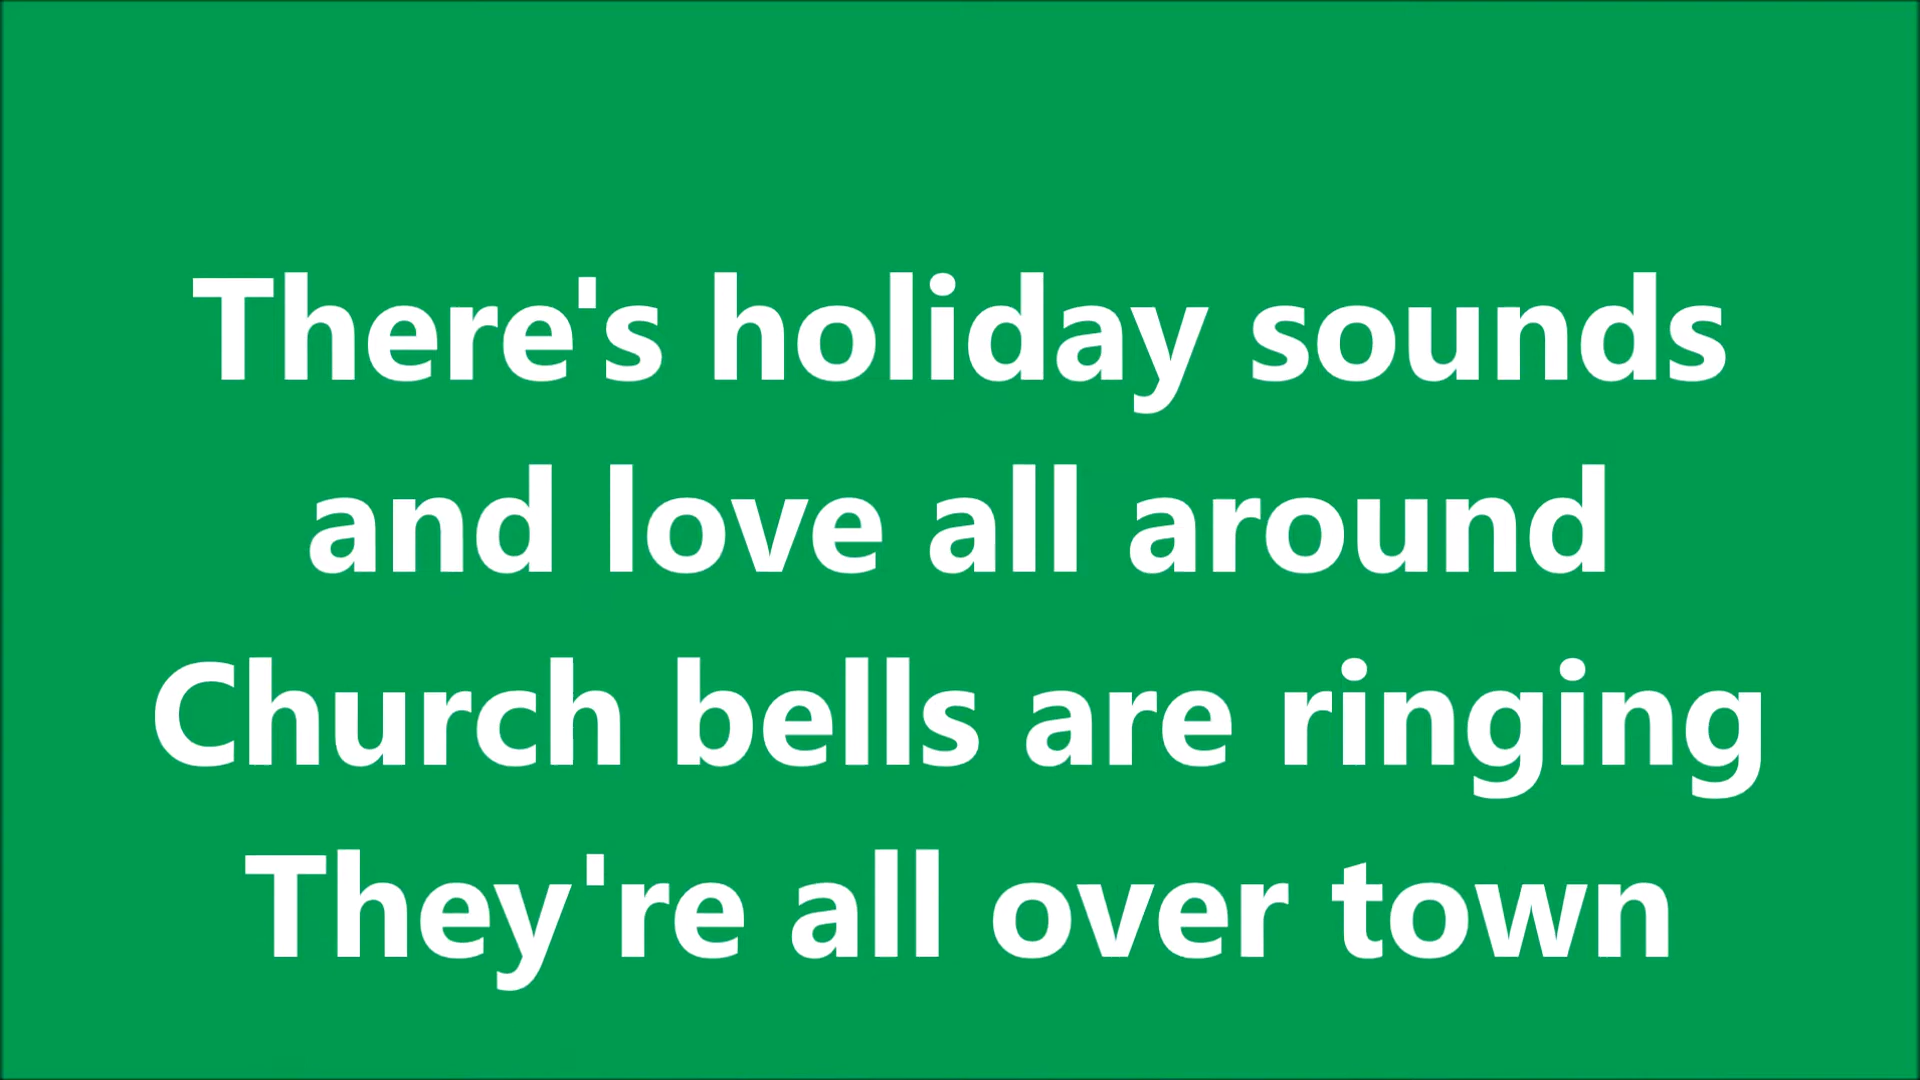 There's holiday sounds
and love all around
Church bells are ringing
They're all over town